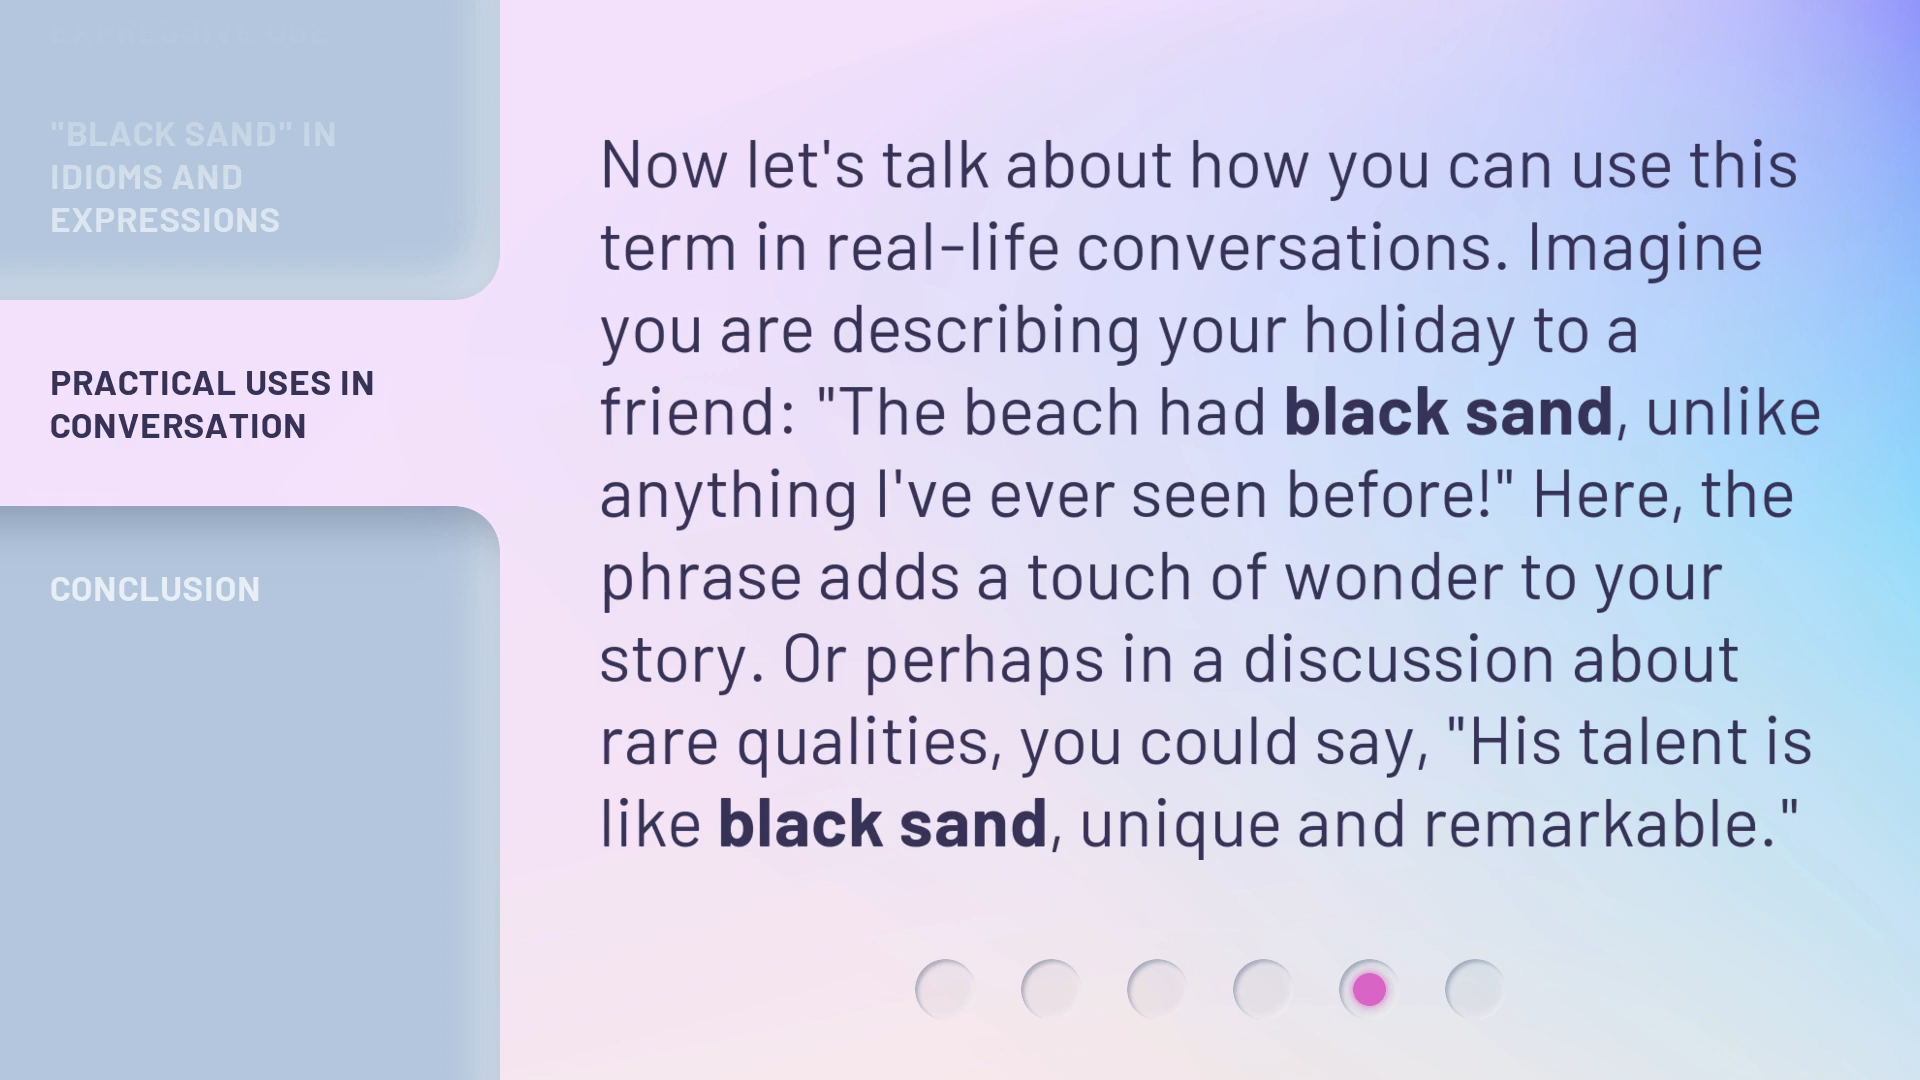 "BLACK SAND" IN
IDIOMS AND
EXPRESSIONS
PRACTICAL USES IN
CONVERSATION
CONCLUSION
Now let's talk about how you can use this
term in real-life conversations. Imagine
you are describing your holiday to a
friend: "The beach had black sand, unlike
anything I've ever seen before!" Here, the
phrase adds a touch of wonder to your
story. Or perhaps in a discussion about
rare qualities, you could say, "His talent is
like black sand, unique and remarkable."